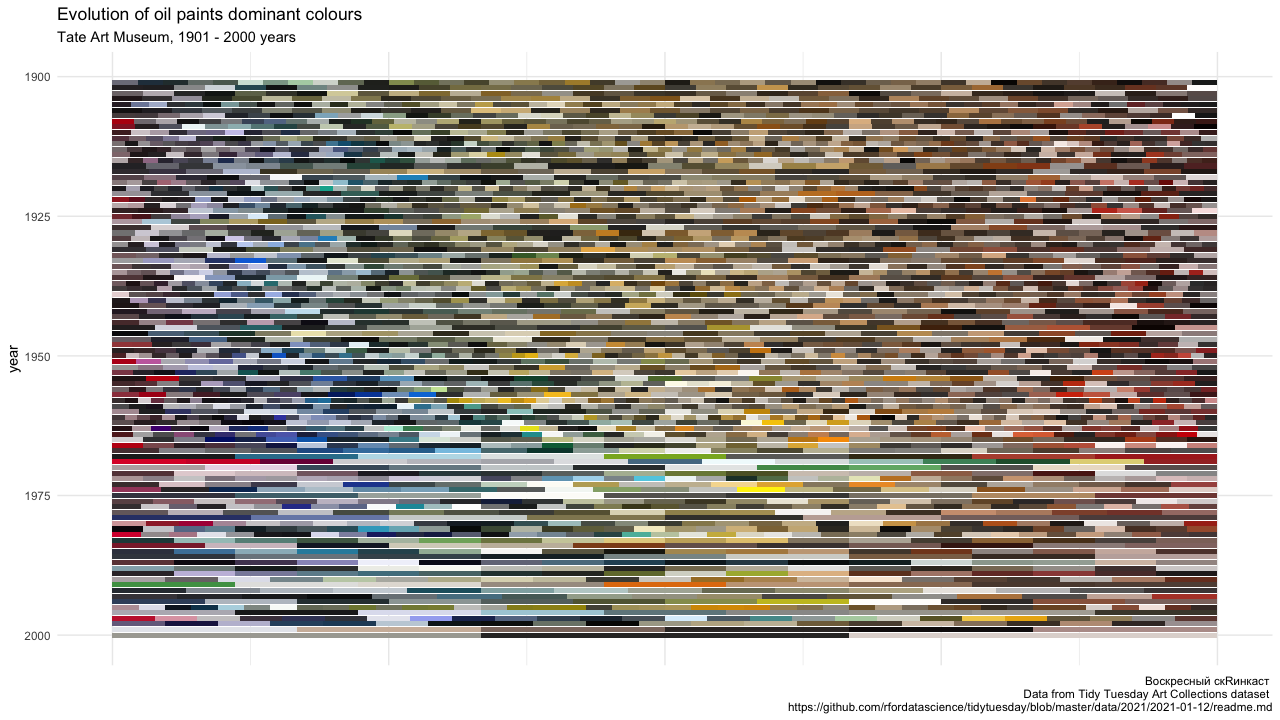 Evolution of oil paints dominant colours
Tate Art Museum, 1901 - 2000 years
1900
1925
1950
1975
2000
year
Воскресный скRинкаст
Data from Tidy Tuesday Art Collections dataset
https://github.com/rfordatascience/tidytuesday/blob/master/data/2021/2021-01-12/readme.md